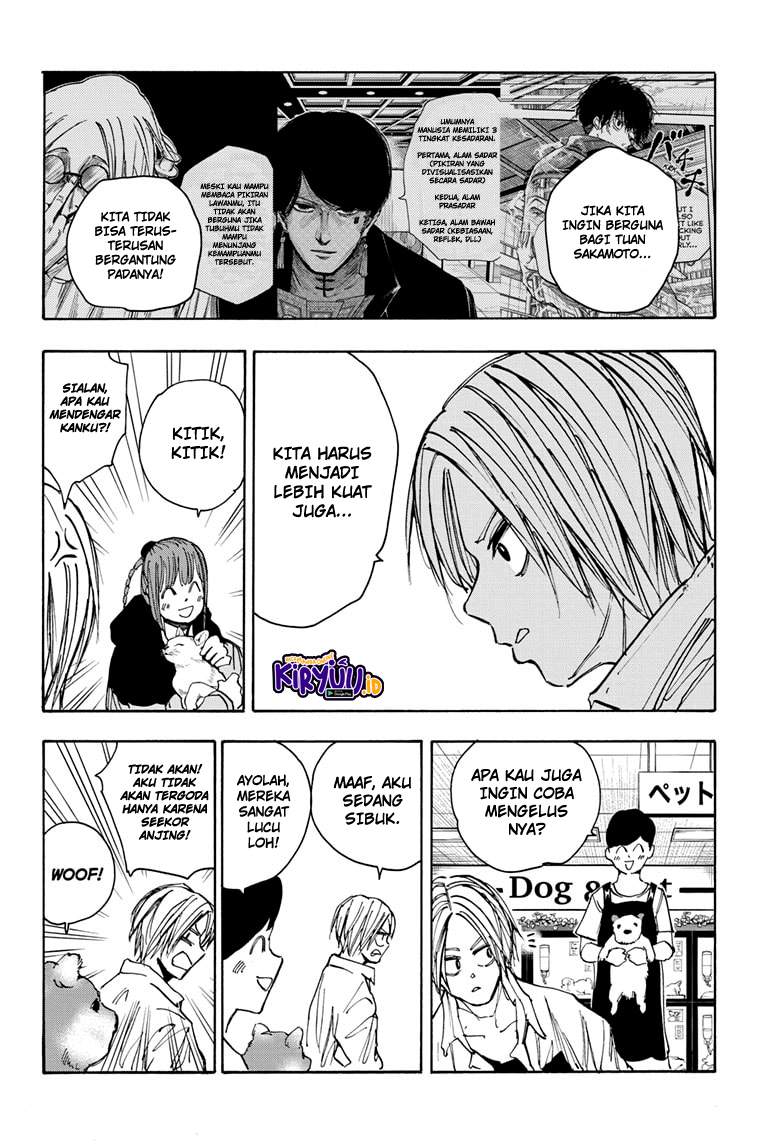 JIKA KITA
INGIN BERGUNA
BAGI TUAN
SAKAMOTO...
バチチッ
UMUMNYA
MANUSIA MEMILIKI 3
TINGKAT KESADARAN.
PERTAMA, ALAM SADAR
(PIKIRAN YANG
DIVISUALISASIKAN
SECARA SADAR)
KEDUA, ALAM
PRASADAR
KETIGA, ALAM BAWAH
SADAR (KEBIASAAN,
REFLEK, DLL)
MESKI KAU MAMPU
MEMBACA PIKIRAN
LAWANMU, ITU
TIDAK AKAN
BERGUNA JIKA
TUBUHMU TIDAK
MAMPU
MENUNJANG
KEMAMPUANMU
TERSEBUT.
KITA TIDAK
BISA TERUS-
TERUSAN
BERGANTUNG
PADANYA!
KITA HARUS
MENJADI
LEBIH KUAT
JUGA...
KITIK,
KITIK!
SIALAN,
APA KAU
MENDENGAR
KANKU?!
KIRYUU.ID
APA KAU JUGA
INGIN COBA
MENGELUS
NYA?
ペット
Dog
MAAF, AKU
SEDANG
SIBUK.
AYOLAH,
MEREKA
SANGAT
LUCU
LOH!
TIDAK AKAN!
AKU TIDAK
AKAN TERGODA
HANYA KARENA
SEEKOR
ANJING!
WOOF!